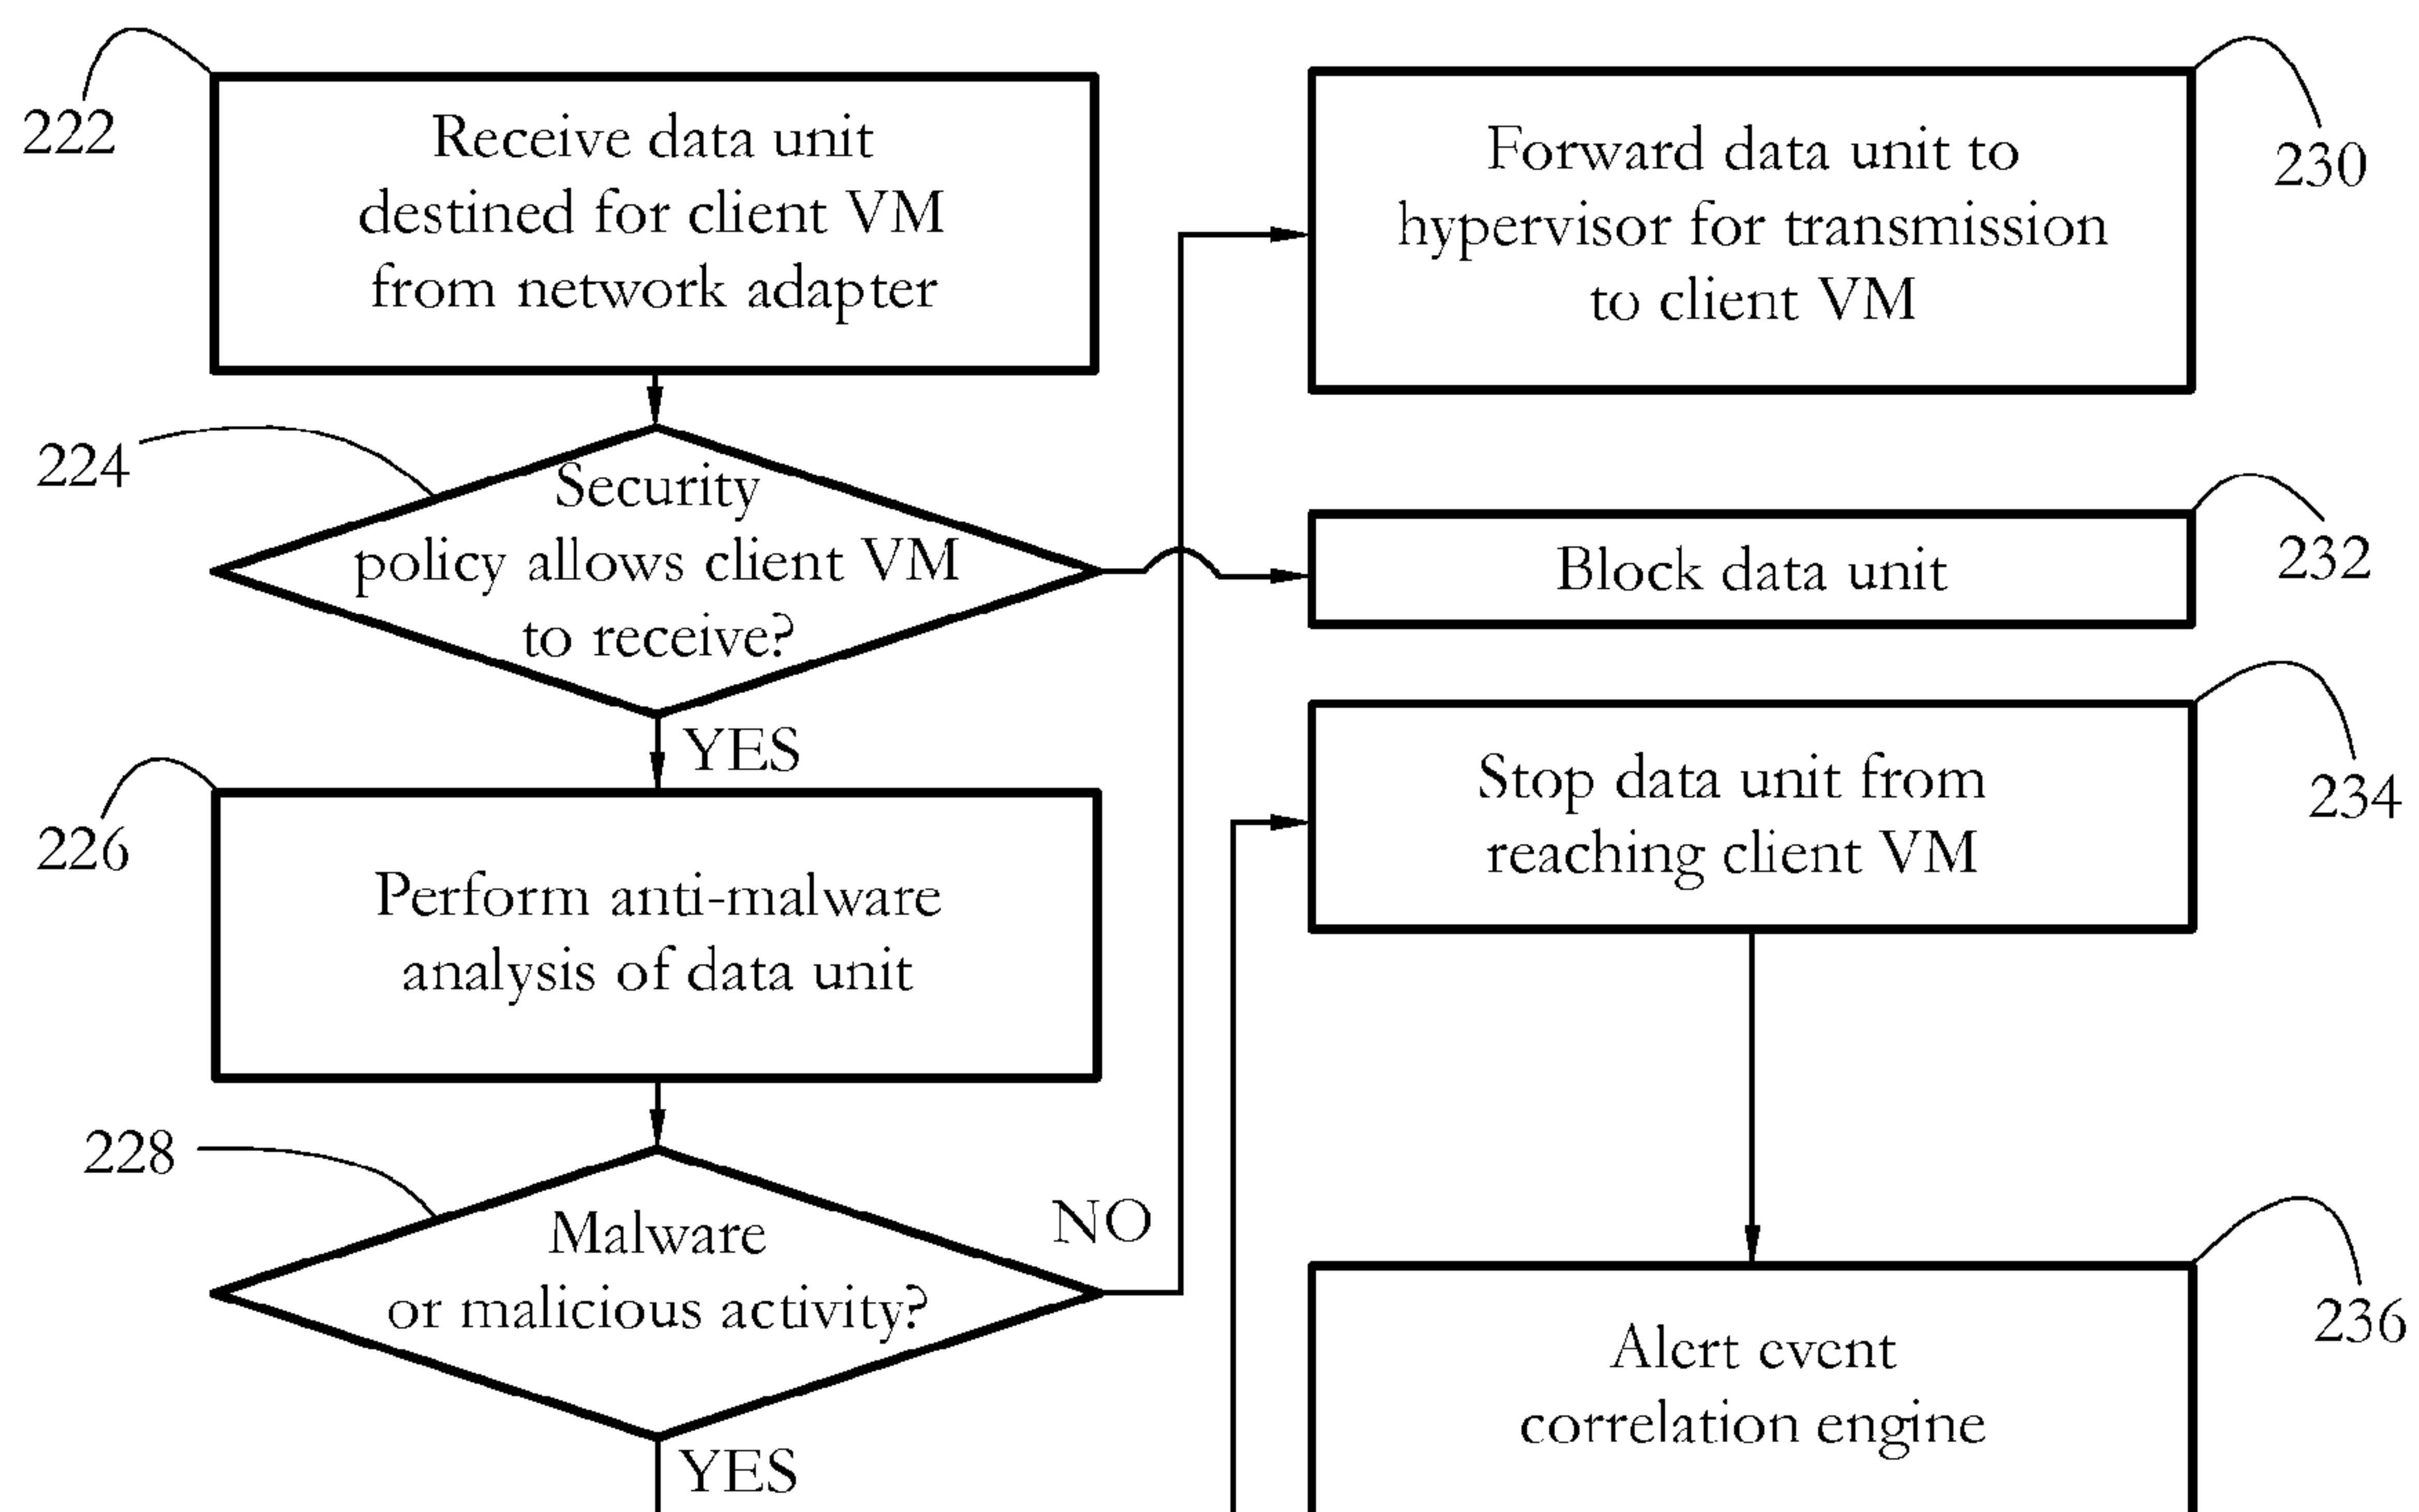 222
Receive data unit
destined for client VM
from network adapter
224
Security
policy allows client VM
to receive?
YES
226
Perform anti-malware
analysis of data unit
228
Malware
or malicious activity?
NO
YES
Forward data unit to
hypervisor for transmission
to client VM
230
Block data unit
232
Stop data unit from
reaching client VM
234
Alert event
correlation engine
236